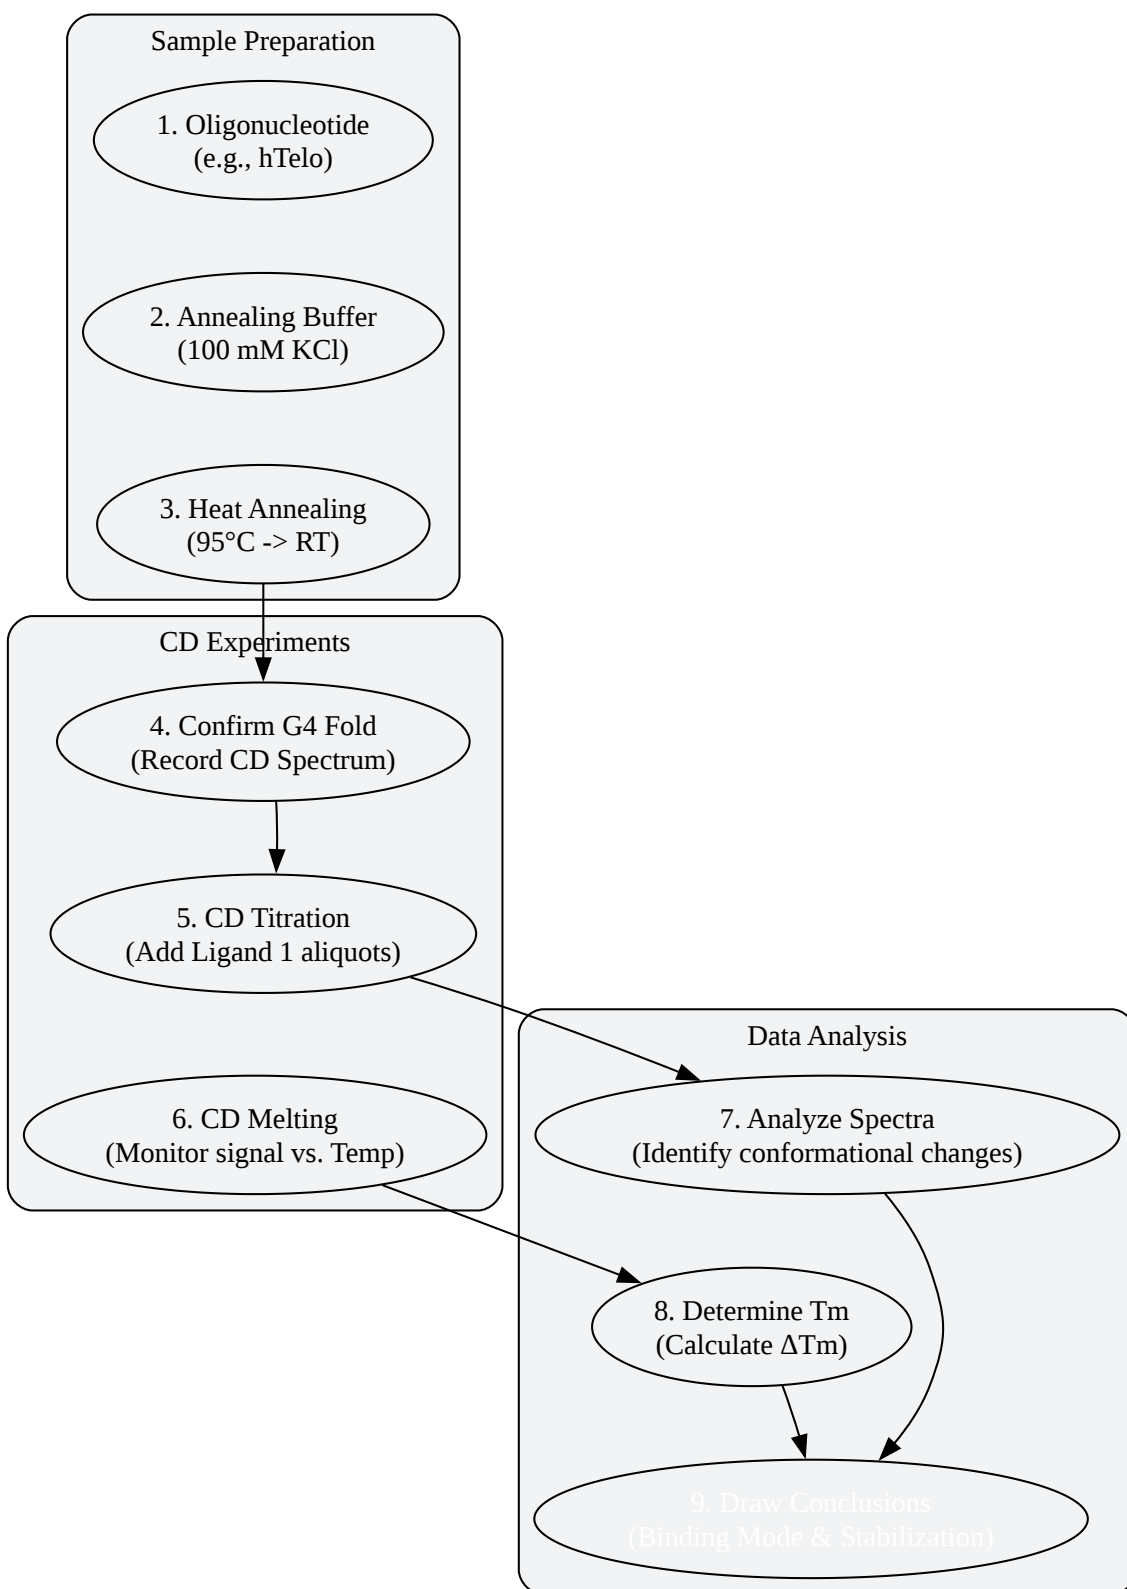 Sample Preparation
1. Oligonucleotide
(e.g., hTelo)
2. Annealing Buffer
(100 mM KCl)
3. Heat Annealing
(95°C -> RT)
CD Experiments
4. Confirm G4 Fold
(Record CD Spectrum)
5. CD Titration
(Add Ligand 1 aliquots)
6. CD Melting
(Monitor signal vs. Temp)
Data Analysis
7. Analyze Spectra
(Identify conformational changes)
8. Determine Tm
(Calculate ΔTm)
9. Draw Conclusions
(Binding Mode & Stabilization)